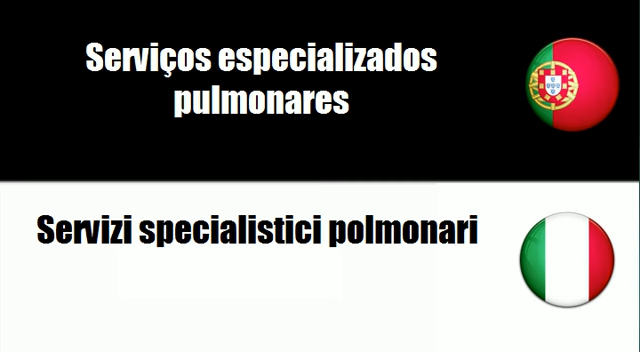 Serviços especializados
pulmonares
Servizi specialistici polmonari